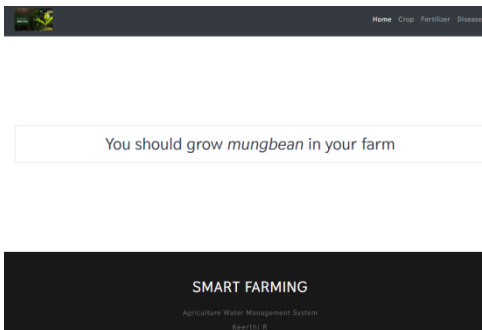 Home Crop Fertilizer Disease
You should grow mungbean in your farm
SMART FARMING
Agriculture Water Management System
Keerthi R